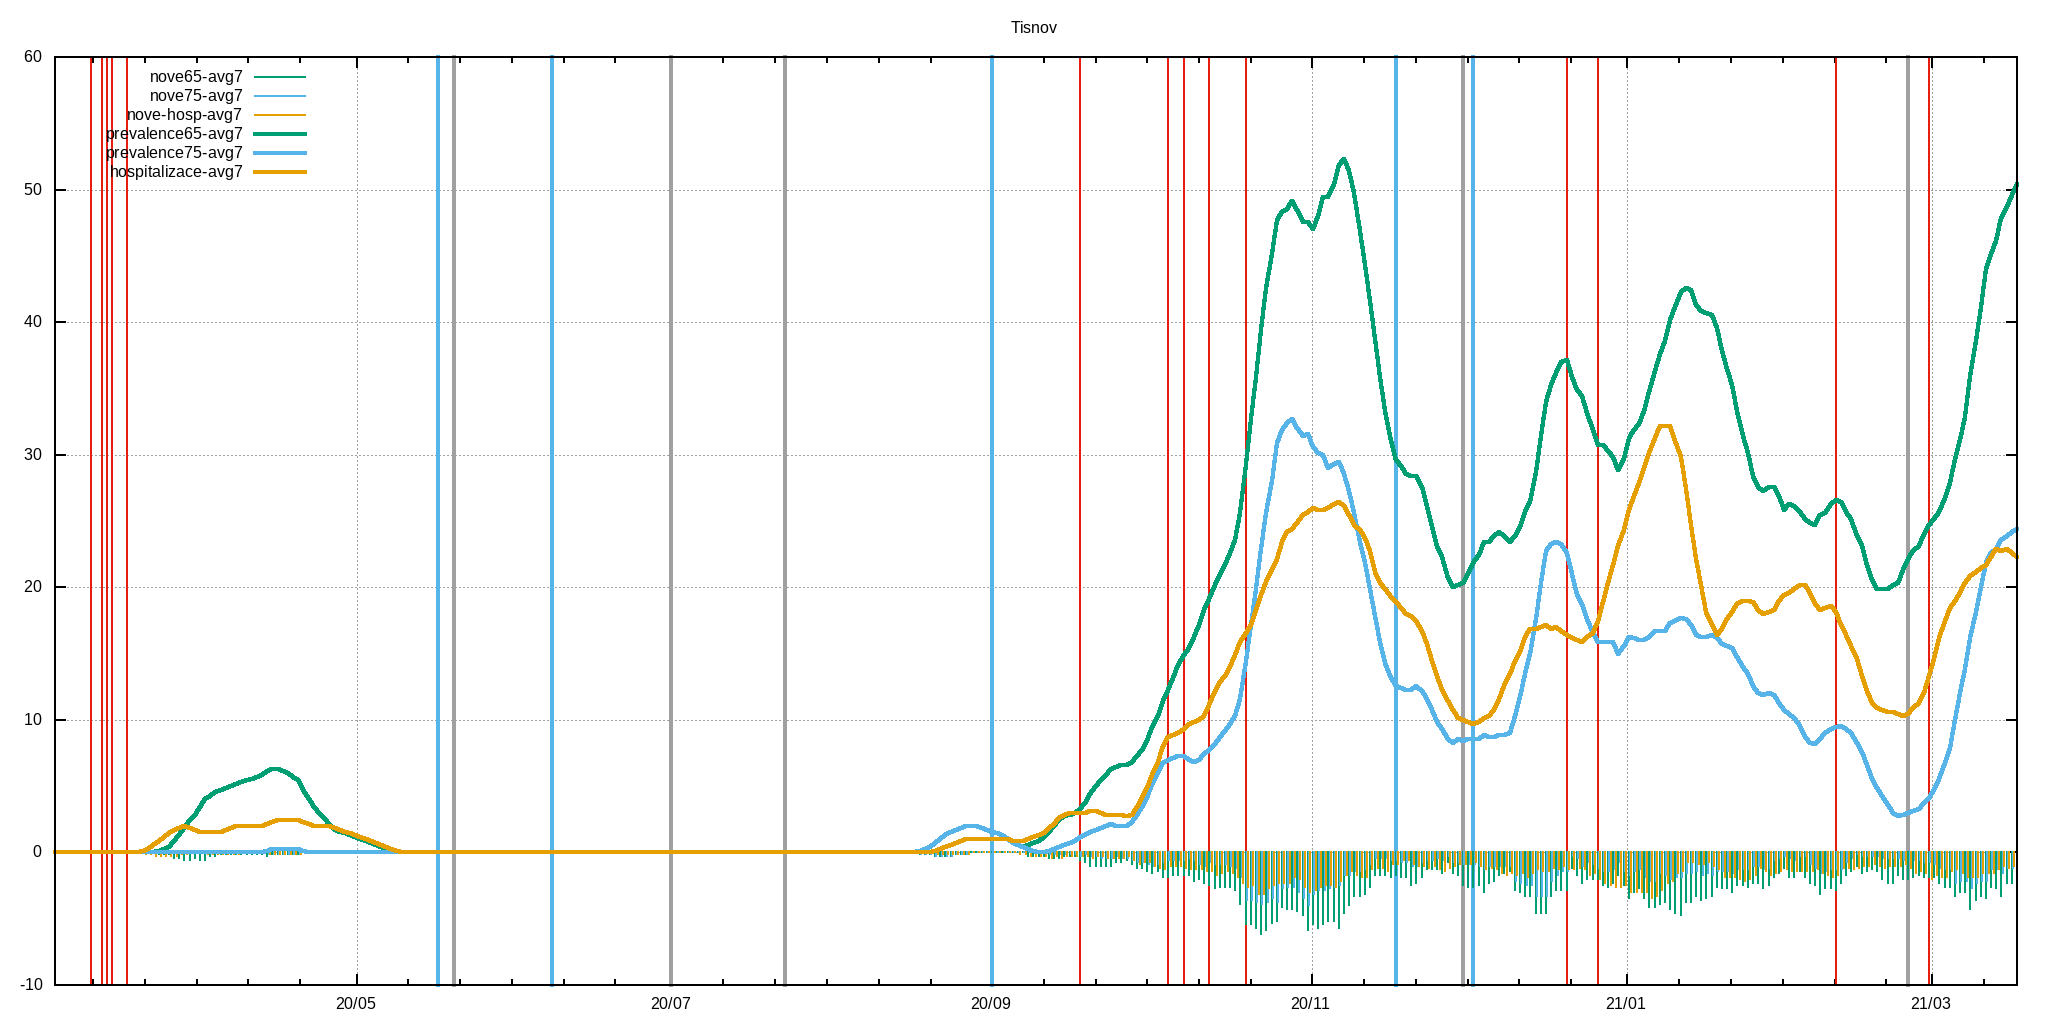 Tisnov
60
50
40
30
20
10
0
-10
nove65-avg7
nove75-avg7
nove-hosp-avg7
prevalence65-avg7
prevalence75-avg7
hospitalizace-avg7
20/05 20/07 20/09 20/11 21/01 21/03